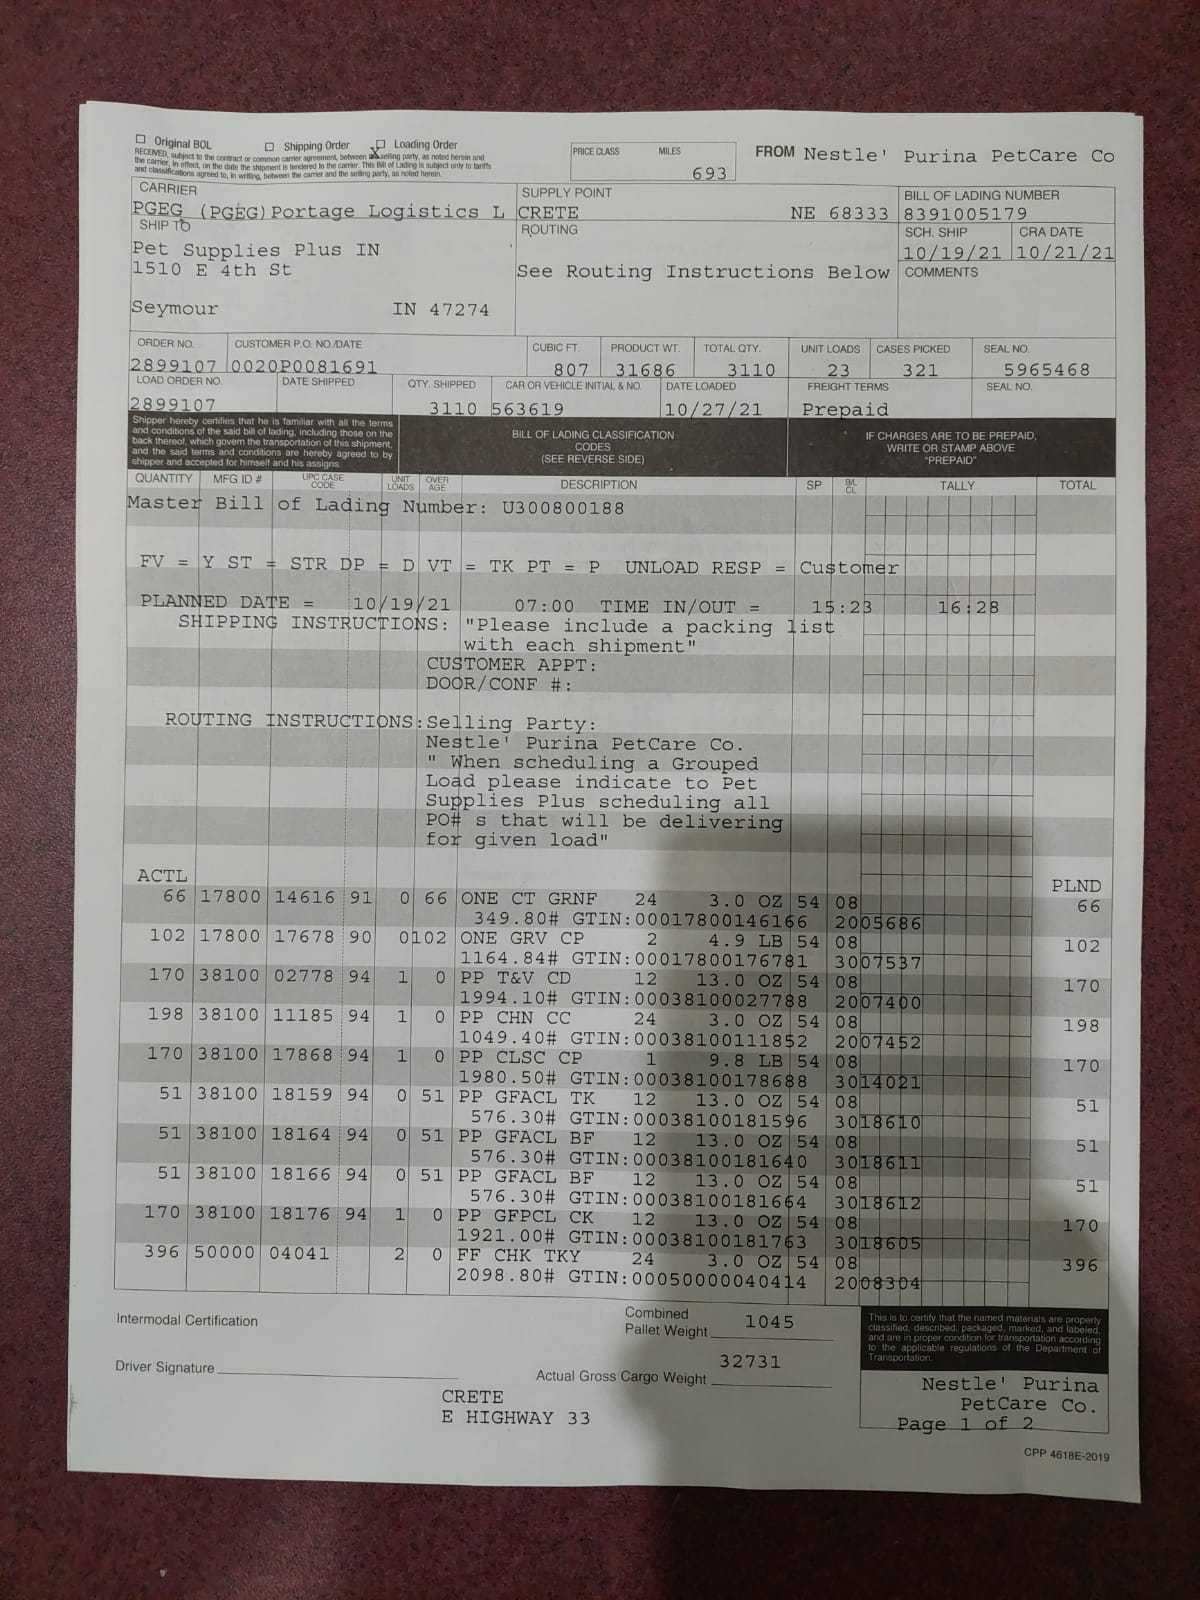 Original BOL Shipping Order X Loading Order
RECEIVED, subject to the contract or common carrier agreement, between the selling party, as noted herein and
the carrier, in effect, on the date the shipment is tendered to the carrier. This Bill of Lading is subject only to tariffs
and classifications agreed to, in writing, between the carrier and the selling party, as noted herein.
PRICE CLASS MILES
693
FROM Nestle' Purina PetCare Co
CARRIER SUPPLY POINT BILL OF LADING NUMBER
PGEG (PGEG)Portage Logistics L CRETE NE 68333 8391005179
SHIP TO ROUTING SCH. SHIP CRA DATE
10/19/21 10/21/21
Pet Supplies Plus IN
1510 E 4th St See Routing Instructions Below COMMENTS
Seymour IN 47274
ORDER NO. CUSTOMER P.O. NO./DATE CUBIC FT. PRODUCT WT. TOTAL QTY. UNIT LOADS CASES PICKED SEAL NO.
2899107 0020P0081691 807 31686 3110 23 321 5965468
LOAD ORDER NO. DATE SHIPPED QTY. SHIPPED CAR OR VEHICLE INITIAL & NO. DATE LOADED FREIGHT TERMS SEAL NO.
2899107 3110 563619 10/27/21 Prepaid
Shipper hereby certifies that he is familiar with all the terms
and conditions of the said bill of lading, including those on the
back thereof, which govern the transportation of this shipment,
and the said terms and conditions are hereby agreed to by
shipper and accepted for himself and his assigns.
BILL OF LADING CLASSIFICATION
CODES
(SEE REVERSE SIDE)
IF CHARGES ARE TO BE PREPAID,
WRITE OR STAMP ABOVE
"PREPAID"
QUANTITY MFG ID # UPC CASE CODE UNIT LOADS OVER AGE DESCRIPTION SP B/L CL TALLY TOTAL
Master Bill of Lading Number: U300800188
FV = Y ST = STR DP = D VT = TK PT = P UNLOAD RESP = Customer
PLANNED DATE = 10/19/21 07:00 TIME IN/OUT = 15:23 16:28
SHIPPING INSTRUCTIONS: "Please include a packing list
with each shipment"
CUSTOMER APPT:
DOOR/CONF #:
ROUTING INSTRUCTIONS:Selling Party:
Nestle' Purina PetCare Co.
" When scheduling a Grouped
Load please indicate to Pet
Supplies Plus scheduling all
PO# s that will be delivering
for given load"
ACTL PLND
66 17800 14616 91 0 66 ONE CT GRNF 24 3.0 OZ 54 08 66
349.80# GTIN:00017800146166 2005686
102 17800 17678 90 0 102 ONE GRV CP 2 4.9 LB 54 08 102
1164.84# GTIN:00017800176781 3007537
170 38100 02778 94 1 0 PP T&V CD 12 13.0 OZ 54 08 170
1994.10# GTIN:00038100027788 2007400
198 38100 11185 94 1 0 PP CHN CC 24 3.0 OZ 54 08 198
1049.40# GTIN:00038100111852 2007452
170 38100 17868 94 1 0 PP CLSC CP 1 9.8 LB 54 08 170
1980.50# GTIN:00038100178688 3014021
51 38100 18159 94 0 51 PP GFACL TK 12 13.0 OZ 54 08 51
576.30# GTIN:00038100181596 3018610
51 38100 18164 94 0 51 PP GFACL BF 12 13.0 OZ 54 08 51
576.30# GTIN:00038100181640 3018611
51 38100 18166 94 0 51 PP GFACL BF 12 13.0 OZ 54 08 51
576.30# GTIN:00038100181664 3018612
170 38100 18176 94 1 0 PP GFPCL CK 12 13.0 OZ 54 08 170
1921.00# GTIN:00038100181763 3018605
396 50000 04041 2 0 FF CHK TKY 24 3.0 OZ 54 08 396
2098.80# GTIN:00050000040414 2008304
Intermodal Certification
Combined
Pallet Weight 1045
Driver Signature
Actual Gross Cargo Weight 32731
This is to certify that the named materials are properly
classified, described, packaged, marked, and labeled,
and are in proper condition for transportation according
to the applicable regulations of the Department of
Transportation.
CRETE
E HIGHWAY 33
Nestle' Purina
PetCare Co.
Page 1 of 2
CPP 4618E-2019